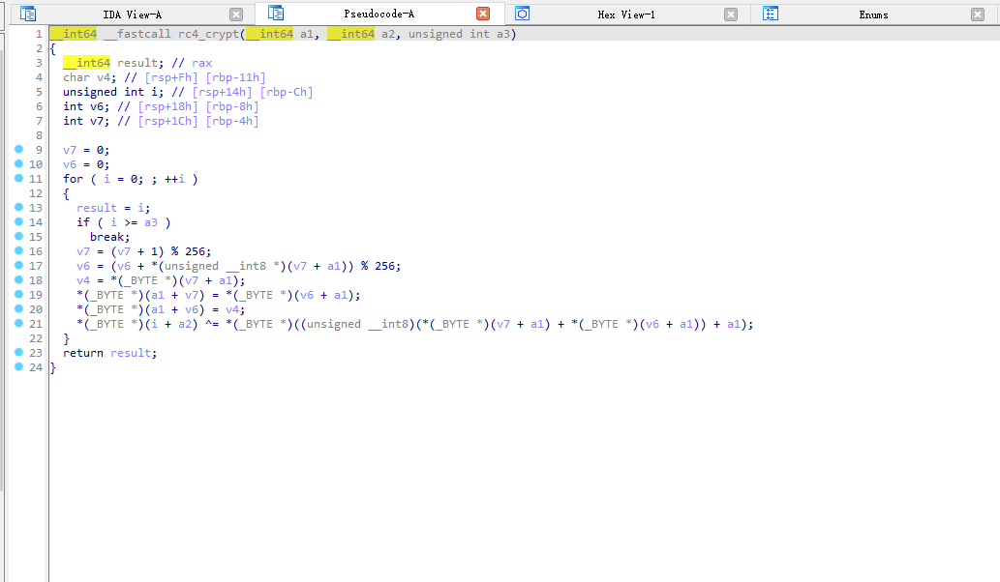 IDA View-A Pseudocode-A Hex View-1 Enums
1 __int64 __fastcall rc4_crypt(__int64 a1, __int64 a2, unsigned int a3)
2 {
3 __int64 result; // rax
4 char v4; // [rsp+Fh] [rbp-11h]
5 unsigned int i; // [rsp+14h] [rbp-Ch]
6 int v6; // [rsp+18h] [rbp-8h]
7 int v7; // [rsp+1Ch] [rbp-4h]
8
9 v7 = 0;
10 v6 = 0;
11 for ( i = 0; ; ++i )
12 {
13 result = i;
14 if ( i >= a3 )
15 break;
16 v7 = (v7 + 1) % 256;
17 v6 = (v6 + *(unsigned __int8 *)(v7 + a1)) % 256;
18 v4 = *(_BYTE *)(v7 + a1);
19 *(_BYTE *)(a1 + v7) = *(_BYTE *)(v6 + a1);
20 *(_BYTE *)(a1 + v6) = v4;
21 *(_BYTE *)(i + a2) ^= *(_BYTE *)((unsigned __int8)(*(_BYTE *)(v7 + a1) + *(_BYTE *)(v6 + a1)) + a1);
22 }
23 return result;
24 }